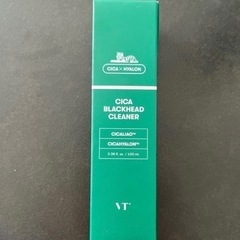 CICA × HYALON
CICA
BLACKHEAD
CLEANER
CICALIAO™
CICAHYALON™
VT